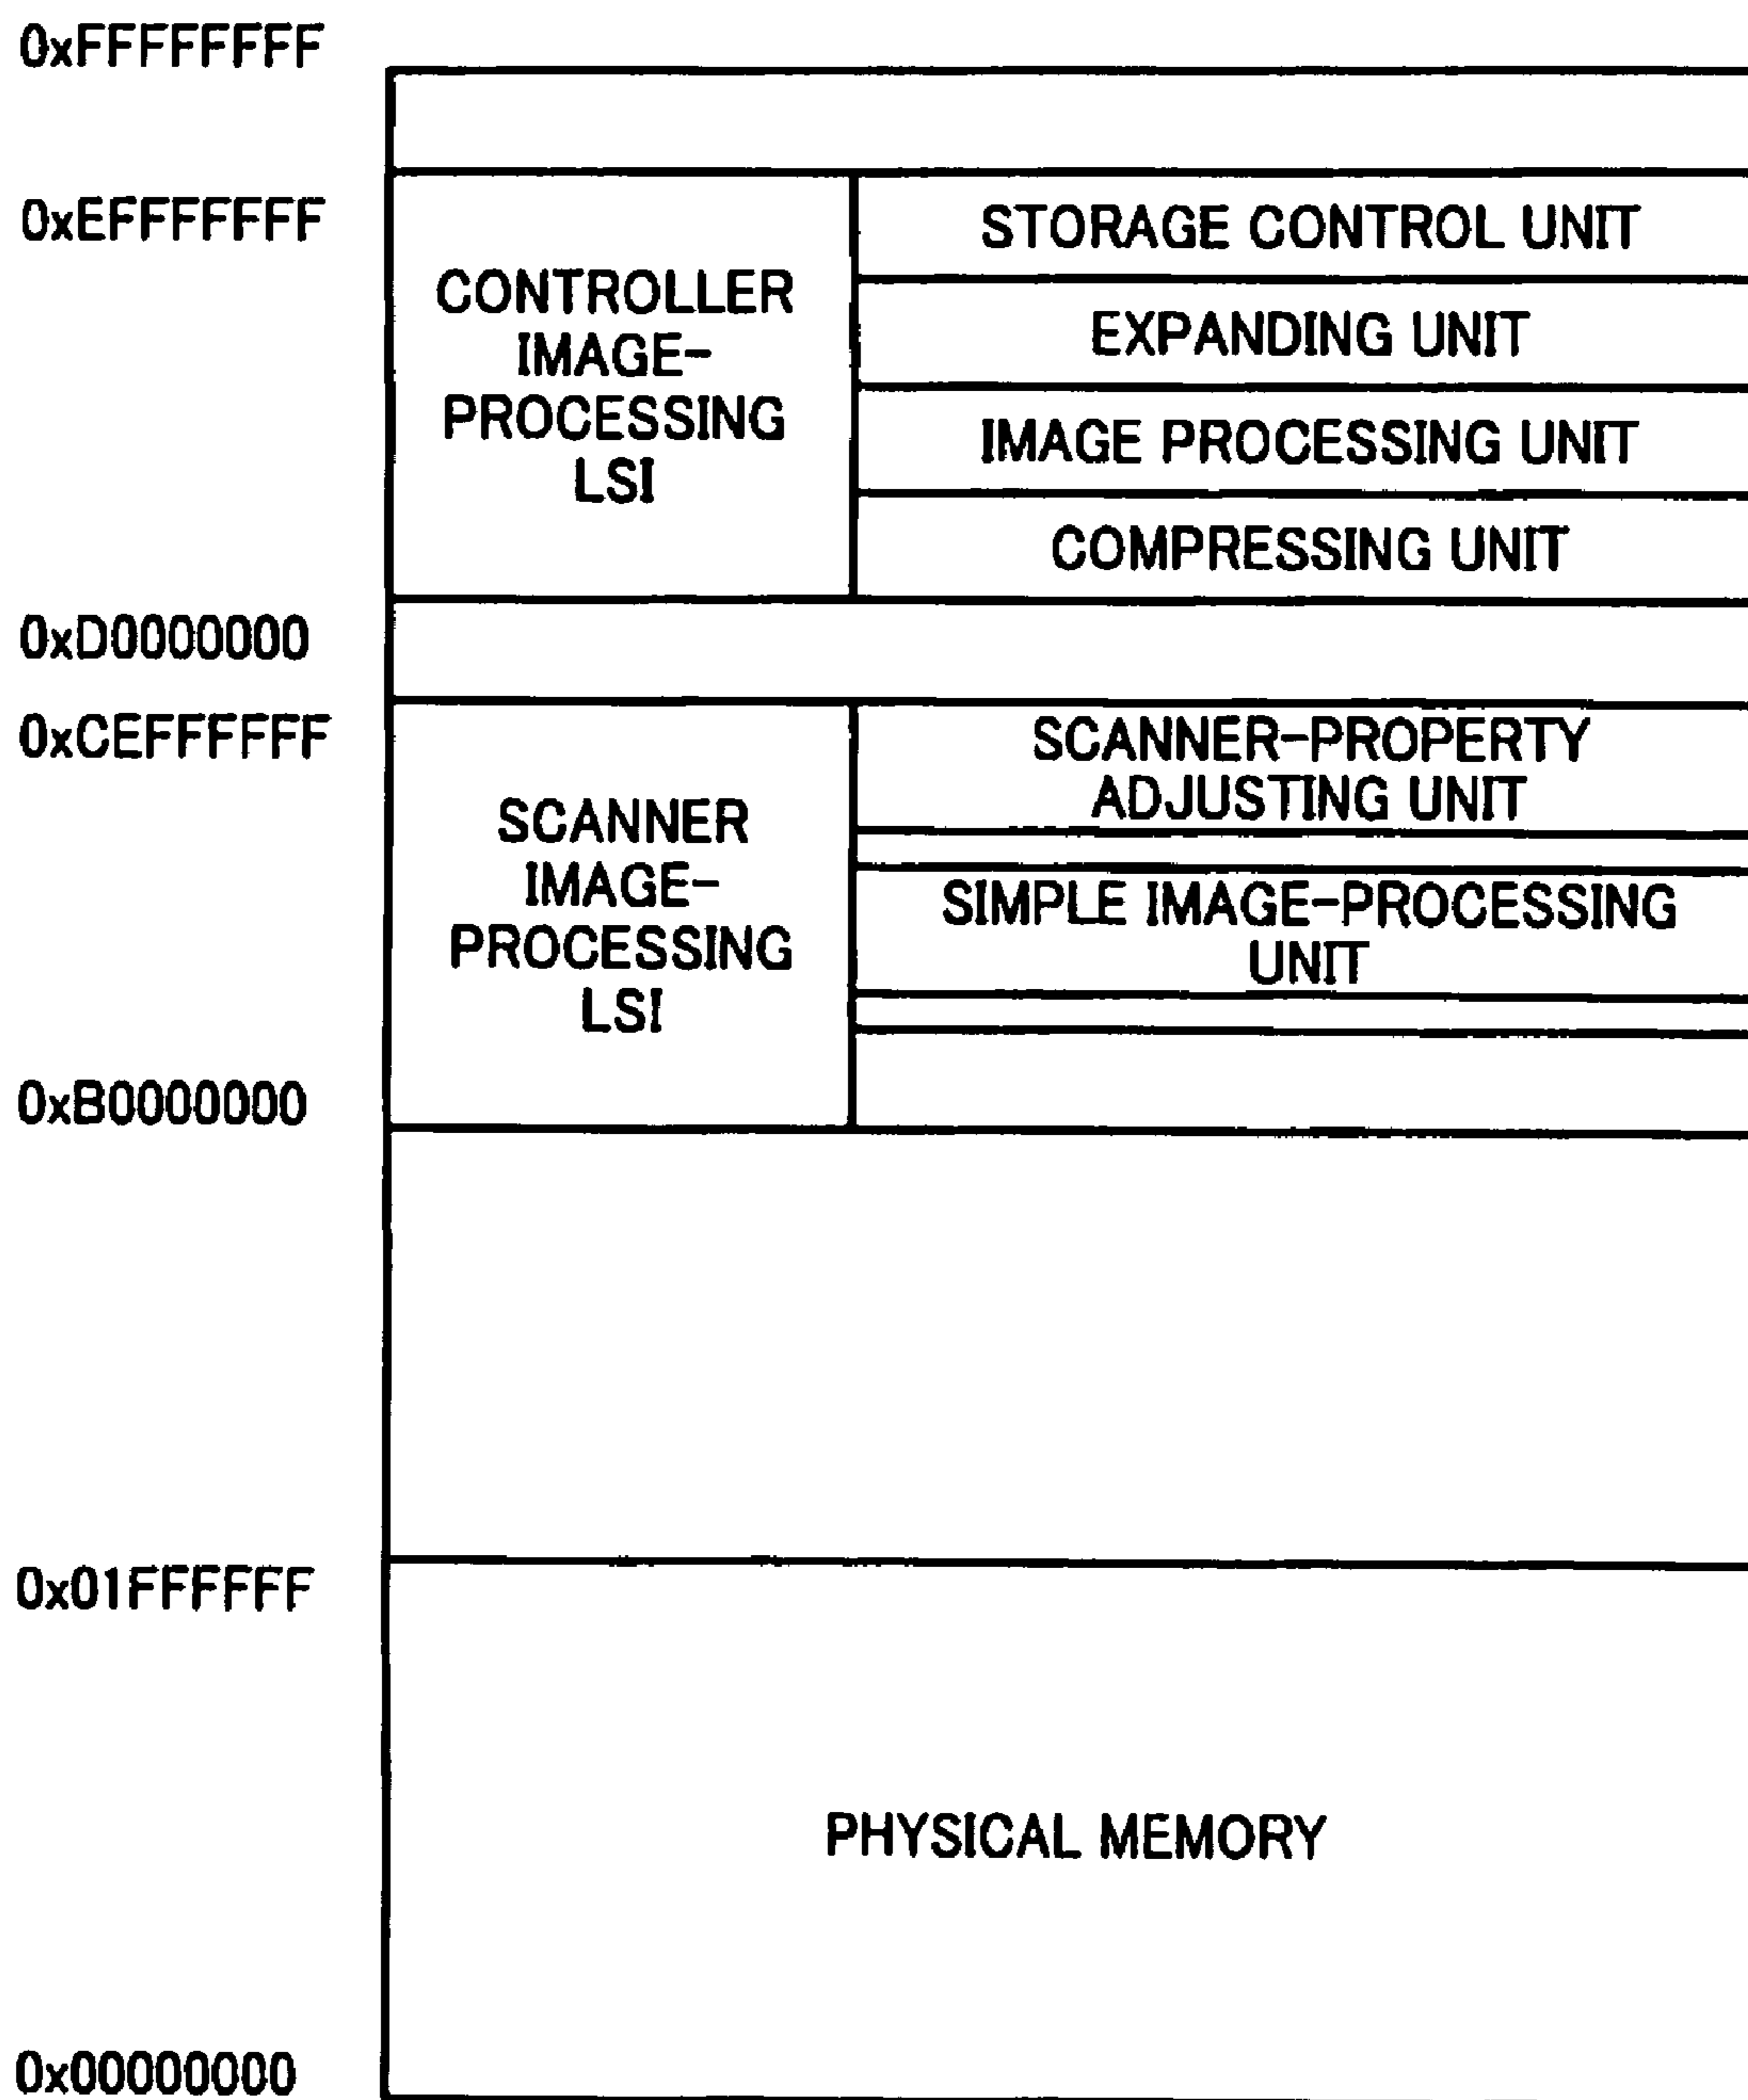 0xFFFFFFFF
0xEFFFFFFF
CONTROLLER
IMAGE-
PROCESSING
LSI
STORAGE CONTROL UNIT
EXPANDING UNIT
IMAGE PROCESSING UNIT
COMPRESSING UNIT
0xD0000000
0xCEFFFFFF
SCANNER
IMAGE-
PROCESSING
LSI
SCANNER-PROPERTY
ADJUSTING UNIT
SIMPLE IMAGE-PROCESSING
UNIT
0xB0000000
0x01FFFFFF
PHYSICAL MEMORY
0x00000000